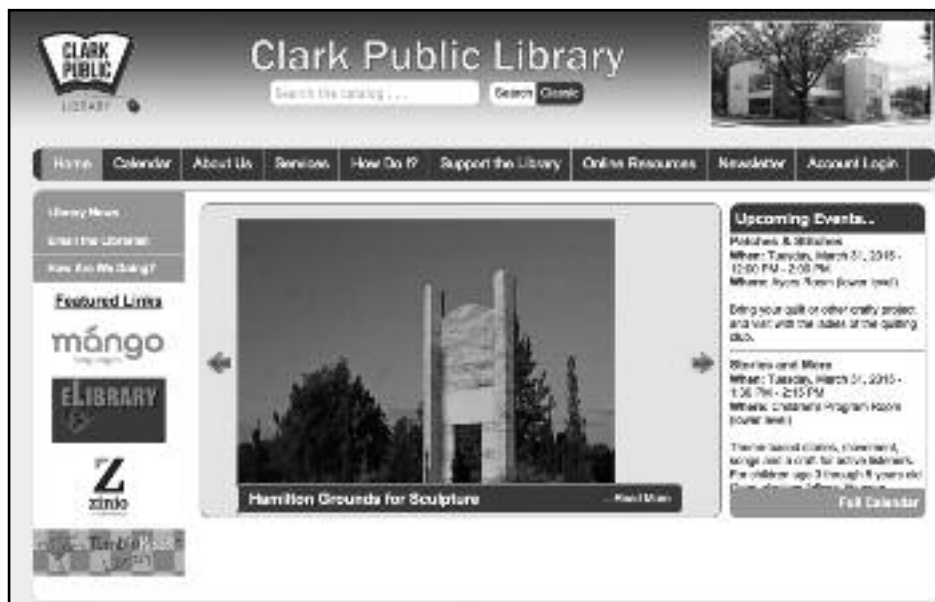 CLARK
PUBLIC
LIBRARY
Clark Public Library
Search the catalog . . .
Search Classic
Home Calendar About Us Services How Do I? Support the Library Online Resources Newsletter Account Login
Library News
Email the Librarian
How Are We Doing?
Featured Links
mango
ELIBRARY
Z
zinio
Hamilton Grounds for Sculpture
...Read More
Upcoming Events...
Patches & Stitches
When: Tuesday, March 31, 2015 -
12:00 PM - 2:00 PM
Where: Ayers Room (lower level)
Bring your quilt or other crafty project
and visit with the ladies of the quilting
club.
Stories and More
When: Tuesday, March 31, 2015 -
1:30 PM - 2:15 PM
Where: Children's Program Room
(lower level)
Theme based stories, movement,
songs and a craft for active listeners.
For children age 3 through 5 years old
Full Calendar